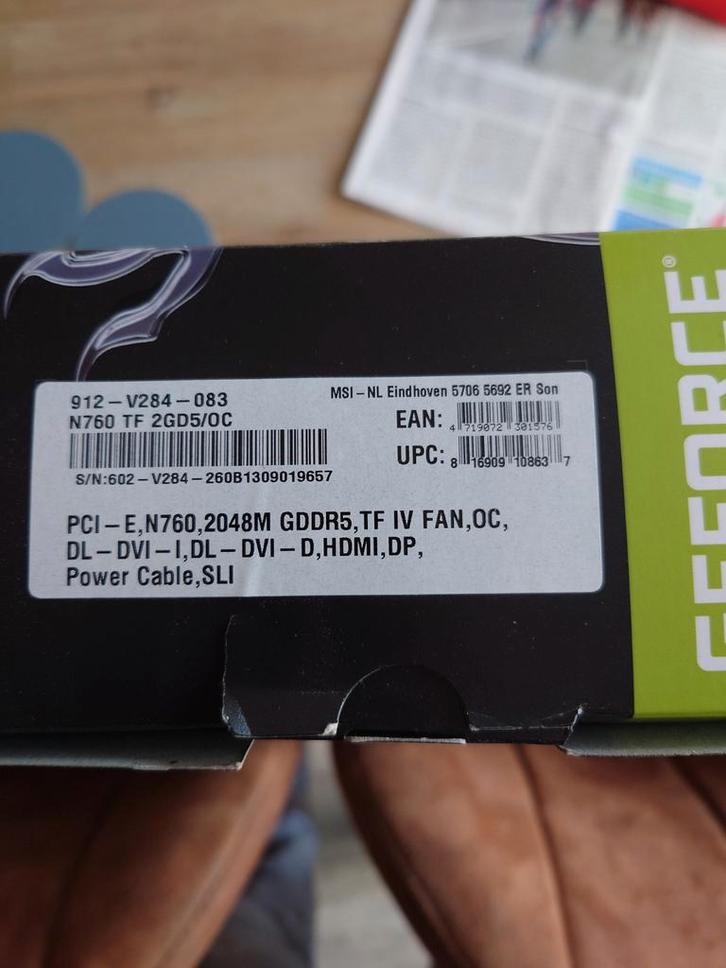 912-V284-083
MSI-NL Eindhoven 5706 5692 ER Son
N760 TF 2GD5/OC
EAN: 4 719072 301576
UPC: 8 16909 10863 7
S/N:602-V284-260B1309019657
PCI-E,N760,2048M GDDR5,TF IV FAN,OC,
DL-DVI-I,DL-DVI-D,HDMI,DP,
Power Cable,SLI
GEFORCE®